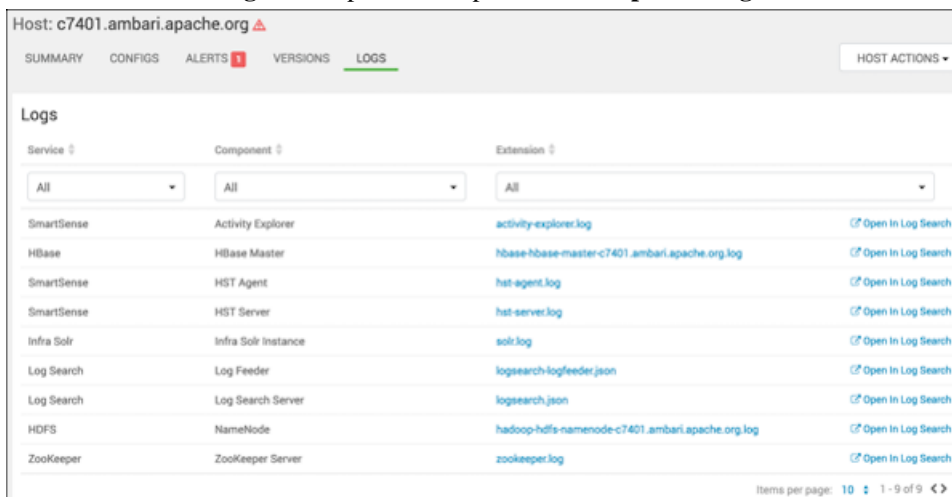 Host: c7401.ambari.apache.org
SUMMARY CONFIGS ALERTS 1 VERSIONS LOGS HOST ACTIONS
Logs
Service Component Extension
All All All
SmartSense Activity Explorer activity-explorer.log Open In Log Search
HBase HBase Master hbase-hbase-master-c7401.ambari.apache.org.log Open In Log Search
SmartSense HST Agent hst-agent.log Open In Log Search
SmartSense HST Server hst-server.log Open In Log Search
Infra Solr Infra Solr Instance solr.log Open In Log Search
Log Search Log Feeder logsearch-logfeeder.json Open In Log Search
Log Search Log Search Server logsearch.json Open In Log Search
HDFS NameNode hadoop-hdfs-namenode-c7401.ambari.apache.org.log Open In Log Search
ZooKeeper ZooKeeper Server zookeeper.log Open In Log Search
Items per page: 10 1 - 9 of 9